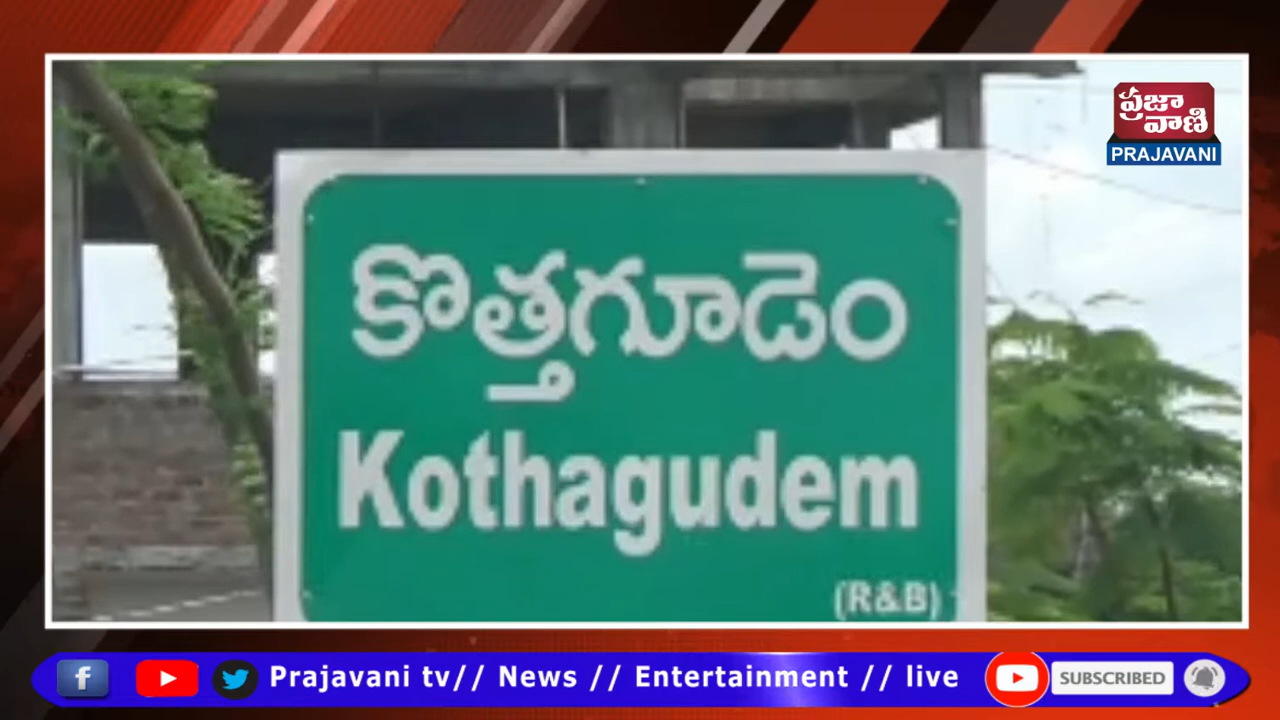 ప్రజా
వాణి
PRAJAVANI
కొత్తగూడెం
Kothagudem
(R&B)
Prajavani tv// News // Entertainment // live
SUBSCRIBED